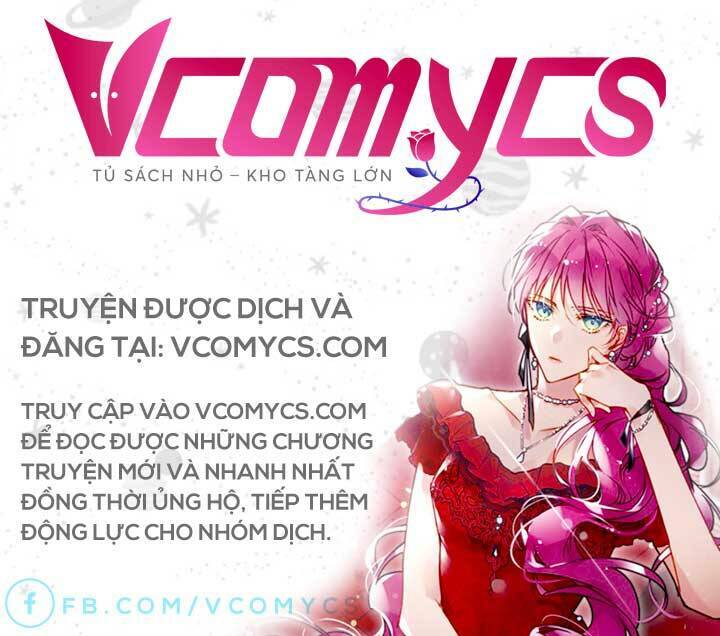 Vcomycs
TỦ SÁCH NHỎ – KHO TÀNG LỚN
TRUYỆN ĐƯỢC DỊCH VÀ
ĐĂNG TẠI: VCOMYCS.COM
TRUY CẬP VÀO VCOMYCS.COM
ĐỂ ĐỌC ĐƯỢC NHỮNG CHƯƠNG
TRUYỆN MỚI VÀ NHANH NHẤT
ĐỒNG THỜI ỦNG HỘ, TIẾP THÊM
ĐỘNG LỰC CHO NHÓM DỊCH.
f FB.COM/VCOMYCS